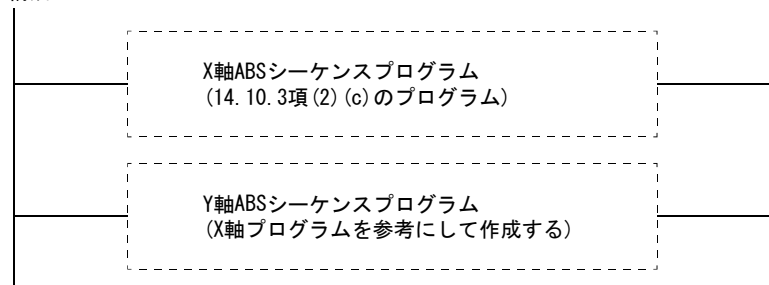 X軸ABSシーケンスプログラム
(14.10.3項(2)(c)のプログラム)
Y軸ABSシーケンスプログラム
(X軸プログラムを参考にして作成する)